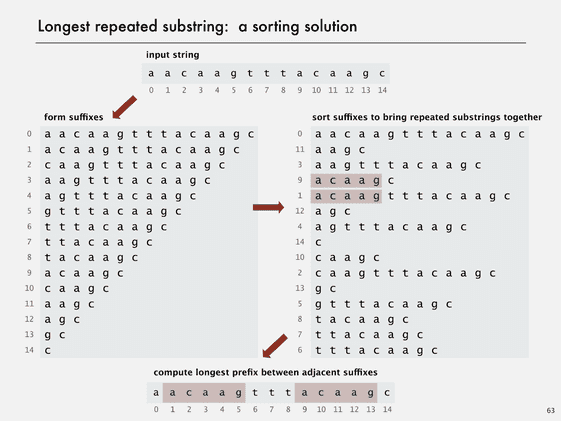 Longest repeated substring: a sorting solution
input string
a a c a a g t t t a c a a g c
0 1 2 3 4 5 6 7 8 9 10 11 12 13 14
form suffixes
0 a a c a a g t t t a c a a g c
1 a c a a g t t t a c a a g c
2 c a a g t t t a c a a g c
3 a a g t t t a c a a g c
4 a g t t t a c a a g c
5 g t t t a c a a g c
6 t t t a c a a g c
7 t t a c a a g c
8 t a c a a g c
9 a c a a g c
10 c a a g c
11 a a g c
12 a g c
13 g c
14 c
sort suffixes to bring repeated substrings together
0 a a c a a g t t t a c a a g c
11 a a g c
3 a a g t t t a c a a g c
9 a c a a g c
1 a c a a g t t t a c a a g c
12 a g c
4 a g t t t a c a a g c
14 c
10 c a a g c
2 c a a g t t t a c a a g c
13 g c
5 g t t t a c a a g c
8 t a c a a g c
7 t t a c a a g c
6 t t t a c a a g c
compute longest prefix between adjacent suffixes
a a c a a g t t t a c a a g c
0 1 2 3 4 5 6 7 8 9 10 11 12 13 14
63